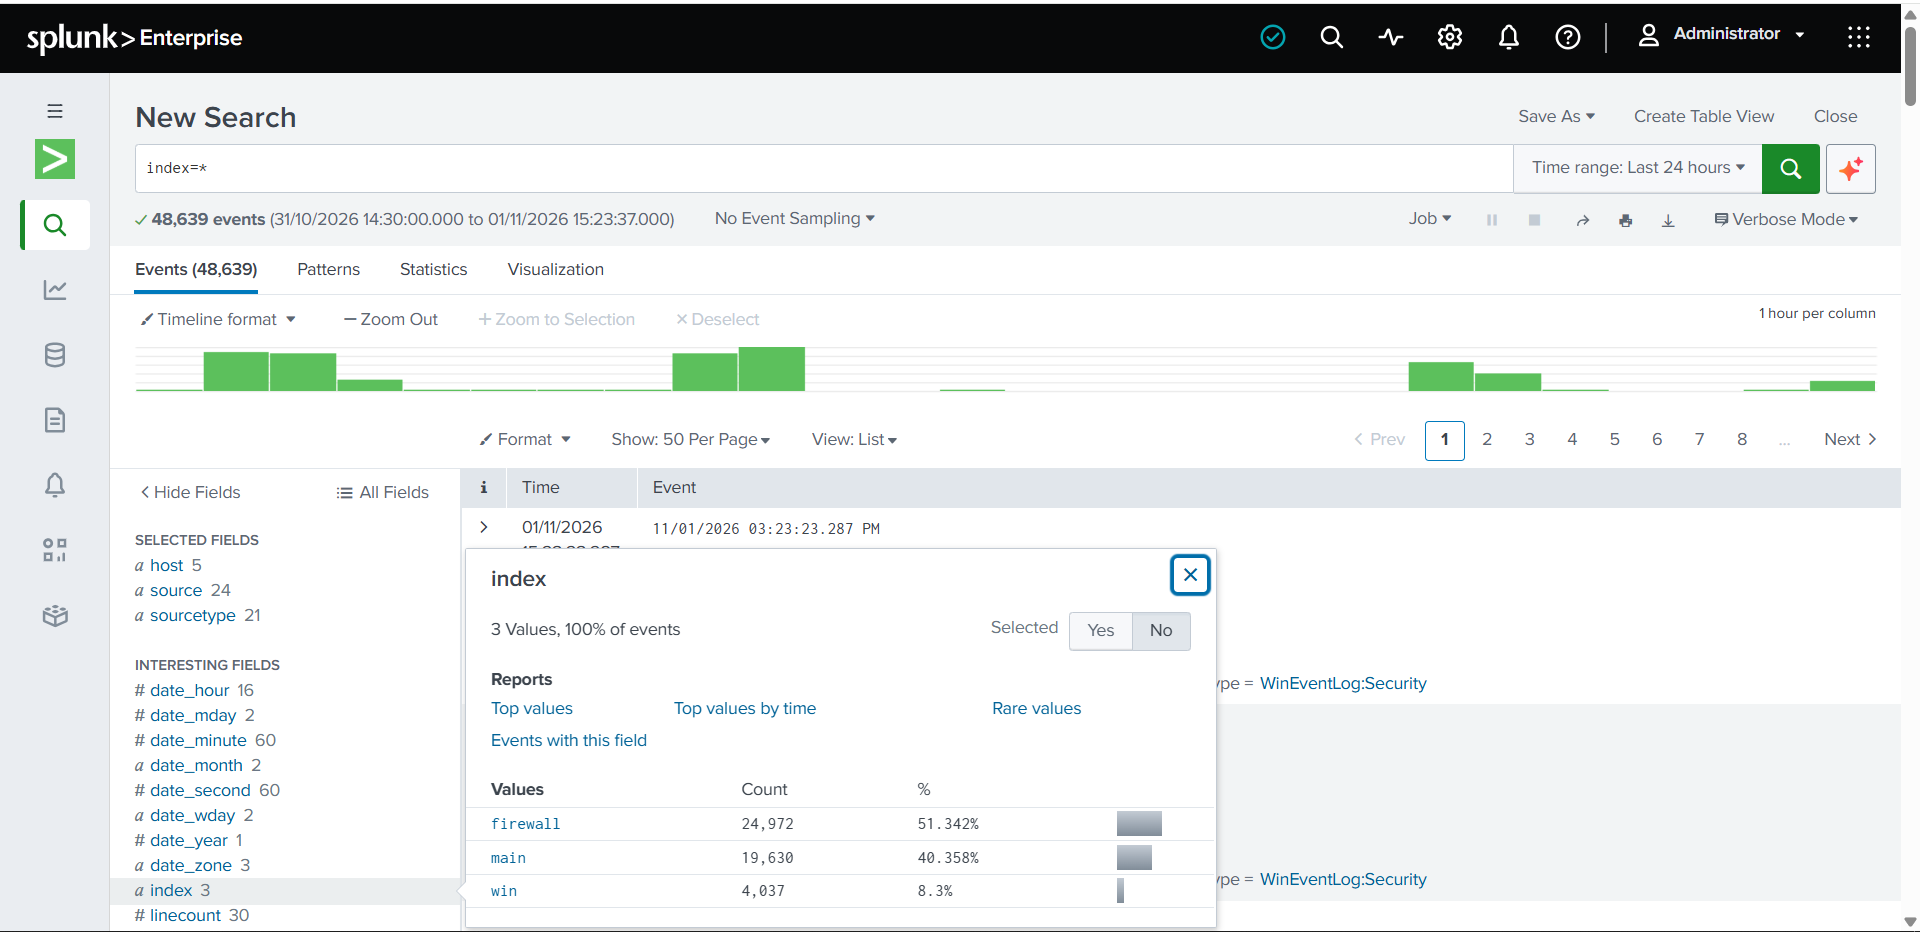 splunk> Enterprise
Administrator
New Search
Save As
Create Table View
Close
index=*
Time range: Last 24 hours
48,639 events (31/10/2026 14:30:00.000 to 01/11/2026 15:23:37.000)
No Event Sampling
Job
Verbose Mode
Events (48,639)
Patterns
Statistics
Visualization
Timeline format
Zoom Out
Zoom to Selection
Deselect
1 hour per column
Format
Show: 50 Per Page
View: List
Prev
1
2
3
4
5
6
7
8
...
Next
Hide Fields
All Fields
i
Time
Event
SELECTED FIELDS
a host 5
a source 24
a sourcetype 21
INTERESTING FIELDS
# date_hour 16
# date_mday 2
# date_minute 60
a date_month 2
# date_second 60
a date_wday 2
# date_year 1
a date_zone 3
a index 3
# linecount 30
01/11/2026
11/01/2026 03:23:23.287 PM
index
3 Values, 100% of events
Selected
Yes
No
Reports
Top values
Top values by time
Rare values
Events with this field
Values
Count
%
firewall
24,972
51.342%
main
19,630
40.358%
win
4,037
8.3%
ype = WinEventLog:Security
ype = WinEventLog:Security